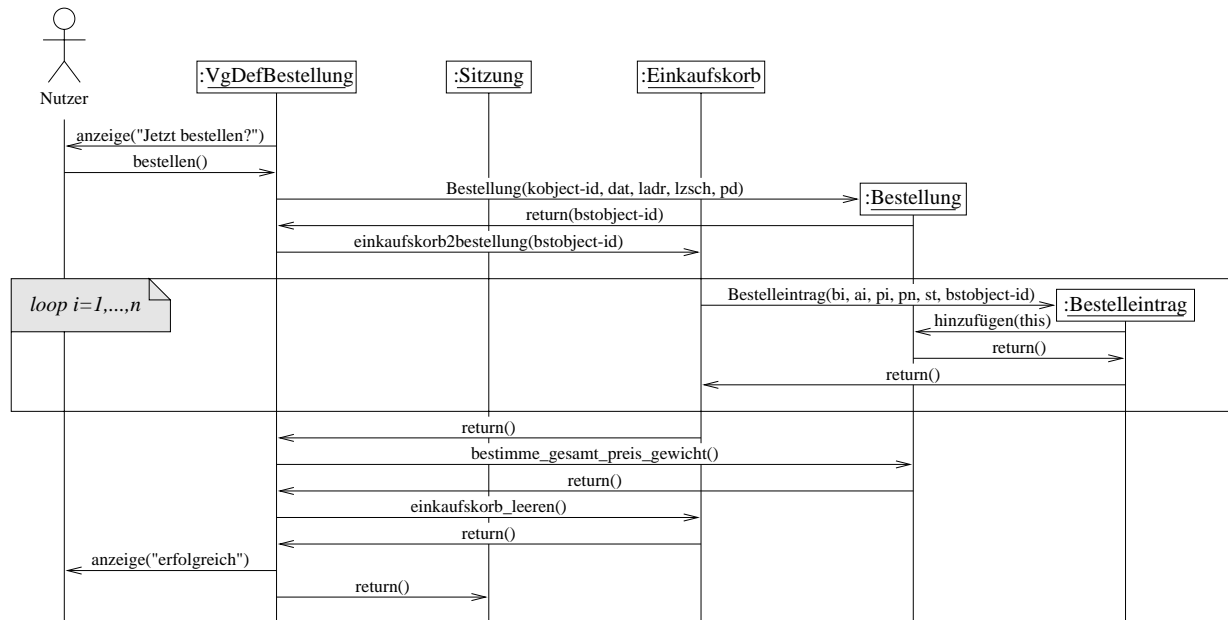 :VgDefBestellung
:Sitzung
:Einkaufskorb
Nutzer
anzeige("Jetzt bestellen?")
bestellen()
Bestellung(kobject-id, dat, ladr, lzsch, pd)
:Bestellung
return(bstobject-id)
einkaufskorb2bestellung(bstobject-id)
loop i=1,...,n
Bestelleintrag(bi, ai, pi, pn, st, bstobject-id)
:Bestelleintrag
hinzufügen(this)
return()
return()
return()
bestimme_gesamt_preis_gewicht()
return()
einkaufskorb_leeren()
return()
anzeige("erfolgreich")
return()